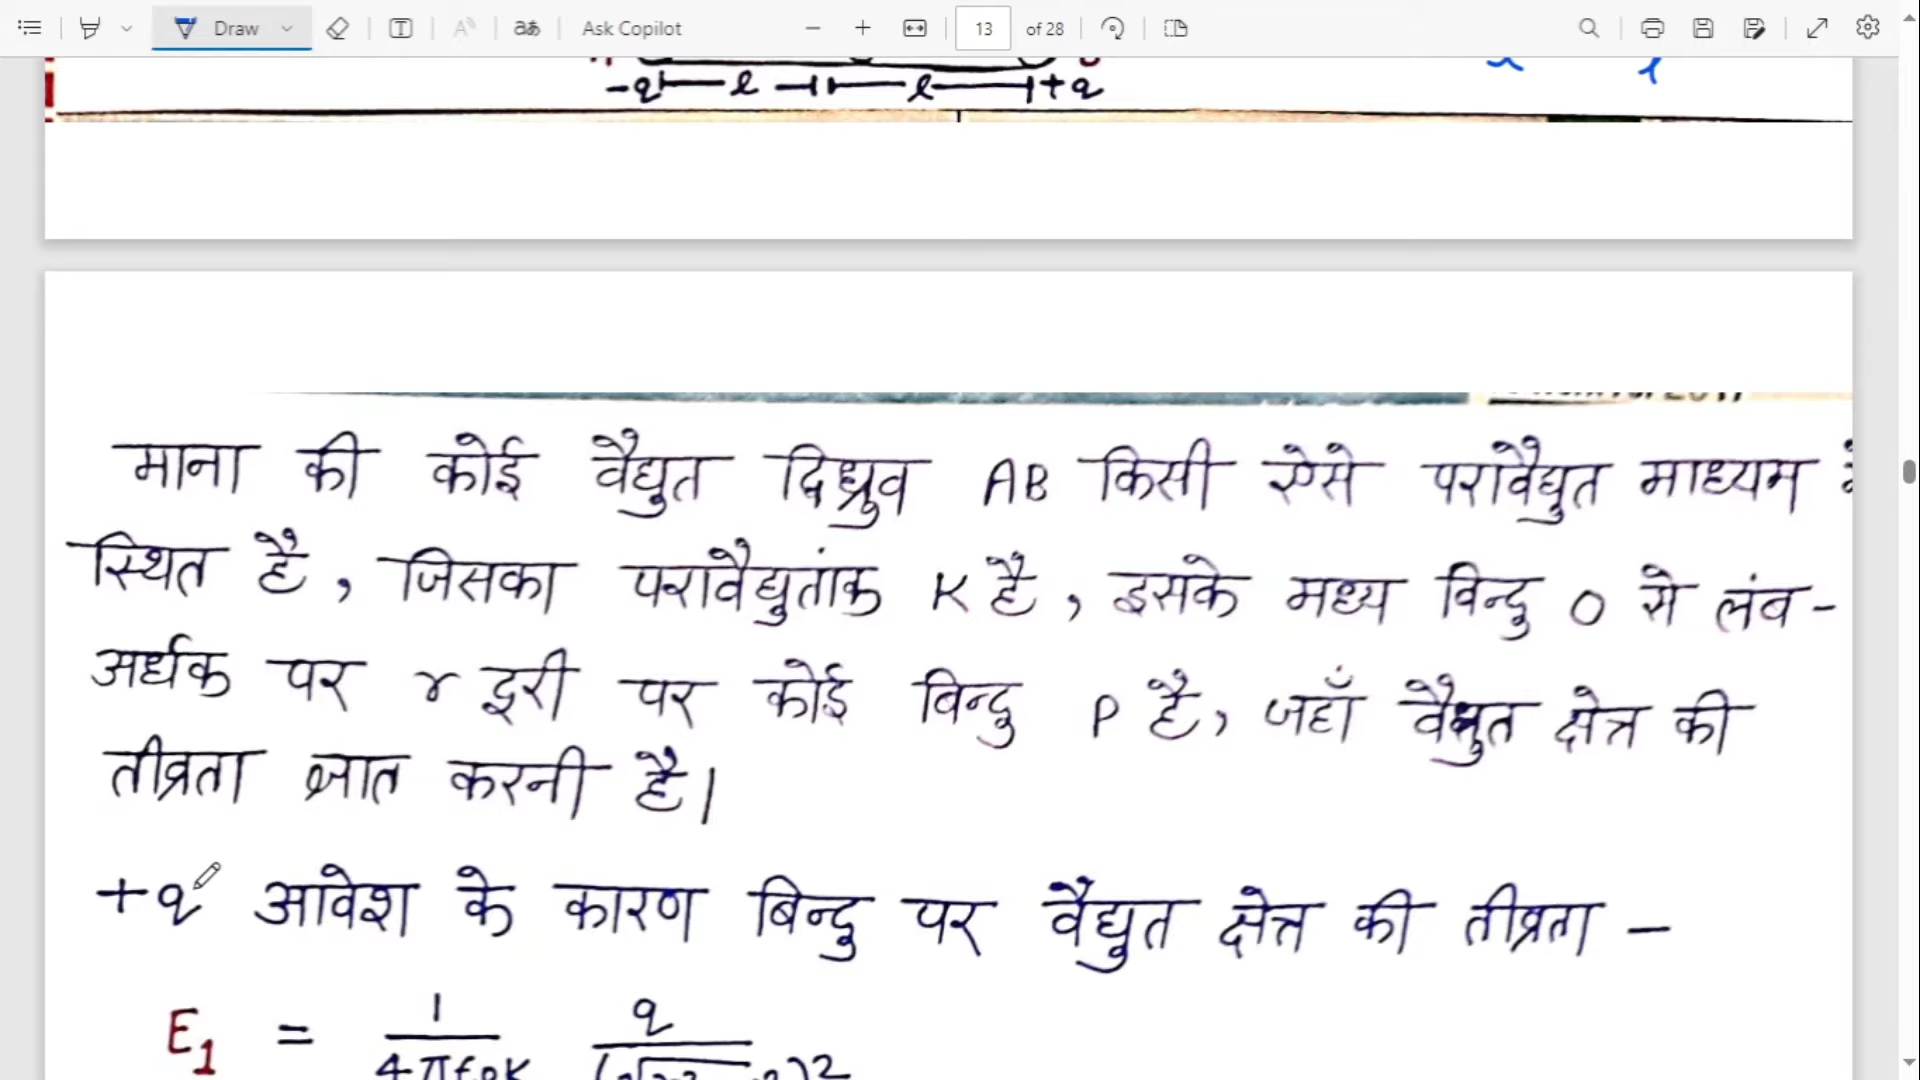 Draw
Ask Copilot
13 of 28
-q l l +q
माना की कोई वैद्युत द्विध्रुव AB किसी ऐसे परावैद्युत माध्यम
स्थित है, जिसका परावैद्युतांक K है, इसके मध्य विन्दु O से लंव-
अर्धक पर r दूरी पर कोई बिन्दु P है, जहाँ वैद्युत क्षेत्र की
तीव्रता ज्ञात करनी है।
+q आवेश के कारण बिन्दु पर वैद्युत क्षेत्र की तीव्रता -
1 q
E1 =
4πε0K